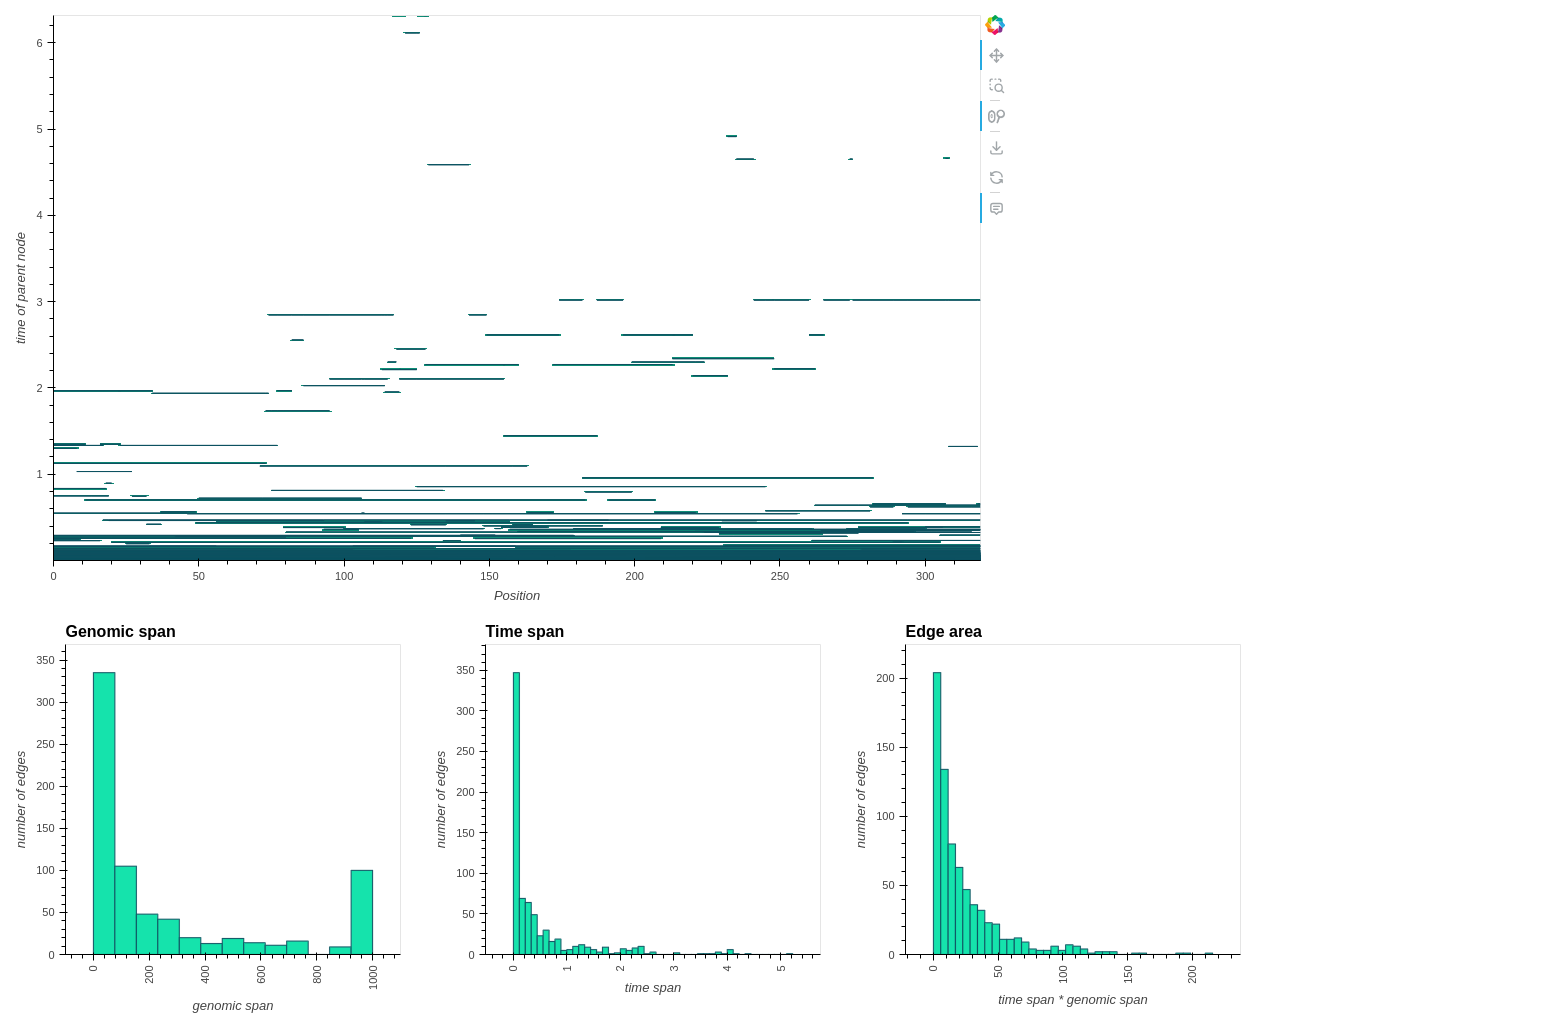 6
5
4
3
2
1
time of parent node
0 50 100 150 200 250 300
Position
Genomic span
350
300
250
200
150
100
50
0
number of edges
0 200 400 600 800 1000
genomic span
Time span
350
300
250
200
150
100
50
0
number of edges
0 1 2 3 4 5
time span
Edge area
200
150
100
50
0
number of edges
0 50 100 150 200
time span * genomic span